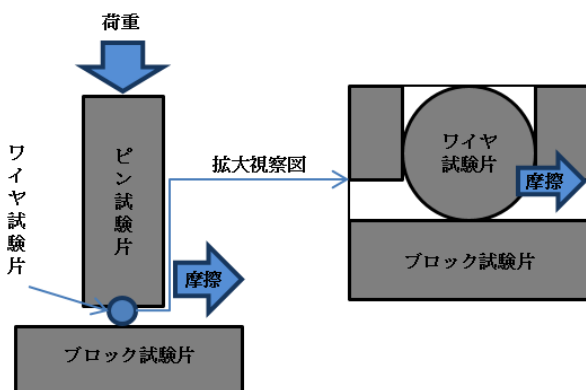 荷重
ピン試験片
ワイヤ試験片
拡大視察図
摩擦
ブロック試験片
ワイヤ
試験片
摩擦
ブロック試験片